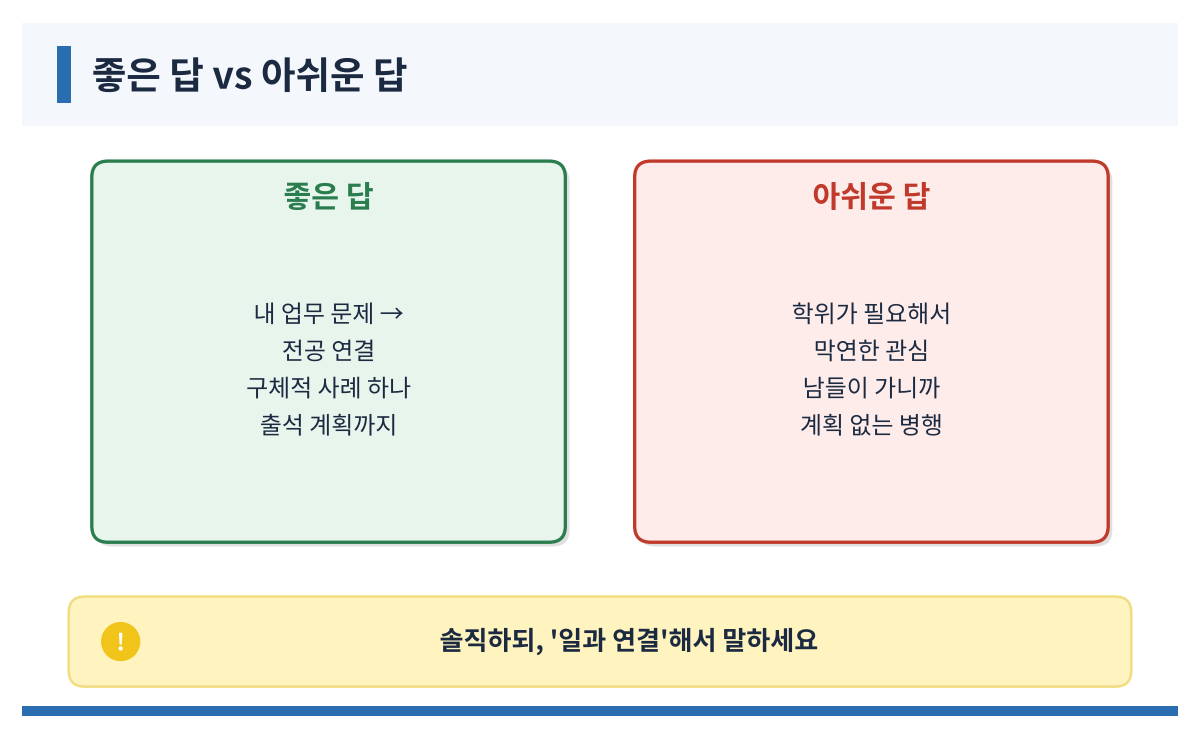 좋은 답 vs 아쉬운 답
좋은 답
내 업무 문제 →
전공 연결
구체적 사례 하나
출석 계획까지
아쉬운 답
학위가 필요해서
막연한 관심
남들이 가니까
계획 없는 병행
!
솔직하되, '일과 연결'해서 말하세요